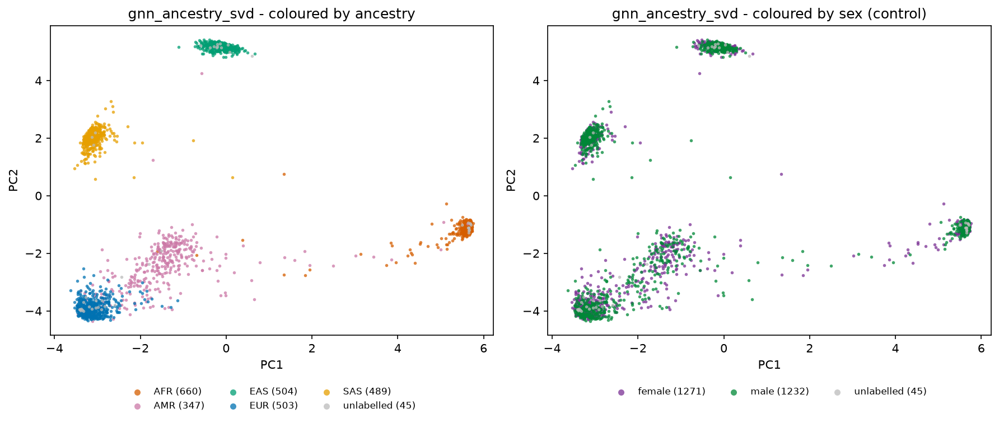 gnn_ancestry_svd - coloured by ancestry
PC2
4
2
0
−2
−4
−4
−2
0
2
4
6
PC1
AFR (660)
EAS (504)
SAS (489)
AMR (347)
EUR (503)
unlabelled (45)
gnn_ancestry_svd - coloured by sex (control)
PC2
4
2
0
−2
−4
−4
−2
0
2
4
6
PC1
female (1271)
male (1232)
unlabelled (45)